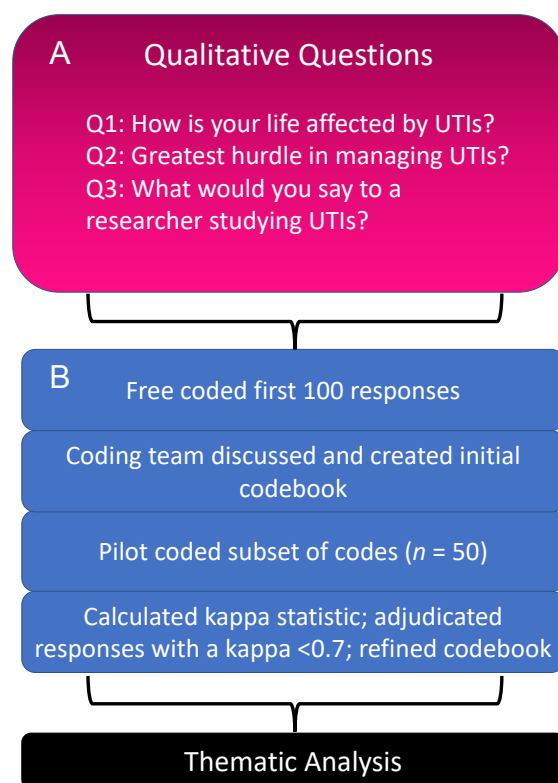 A
Qualitative Questions
Q1: How is your life affected by UTIs?
Q2: Greatest hurdle in managing UTIs?
Q3: What would you say to a
researcher studying UTIs?
B
Free coded first 100 responses
Coding team discussed and created initial
codebook
Pilot coded subset of codes (n = 50)
Calculated kappa statistic; adjudicated
responses with a kappa <0.7; refined codebook
Thematic Analysis